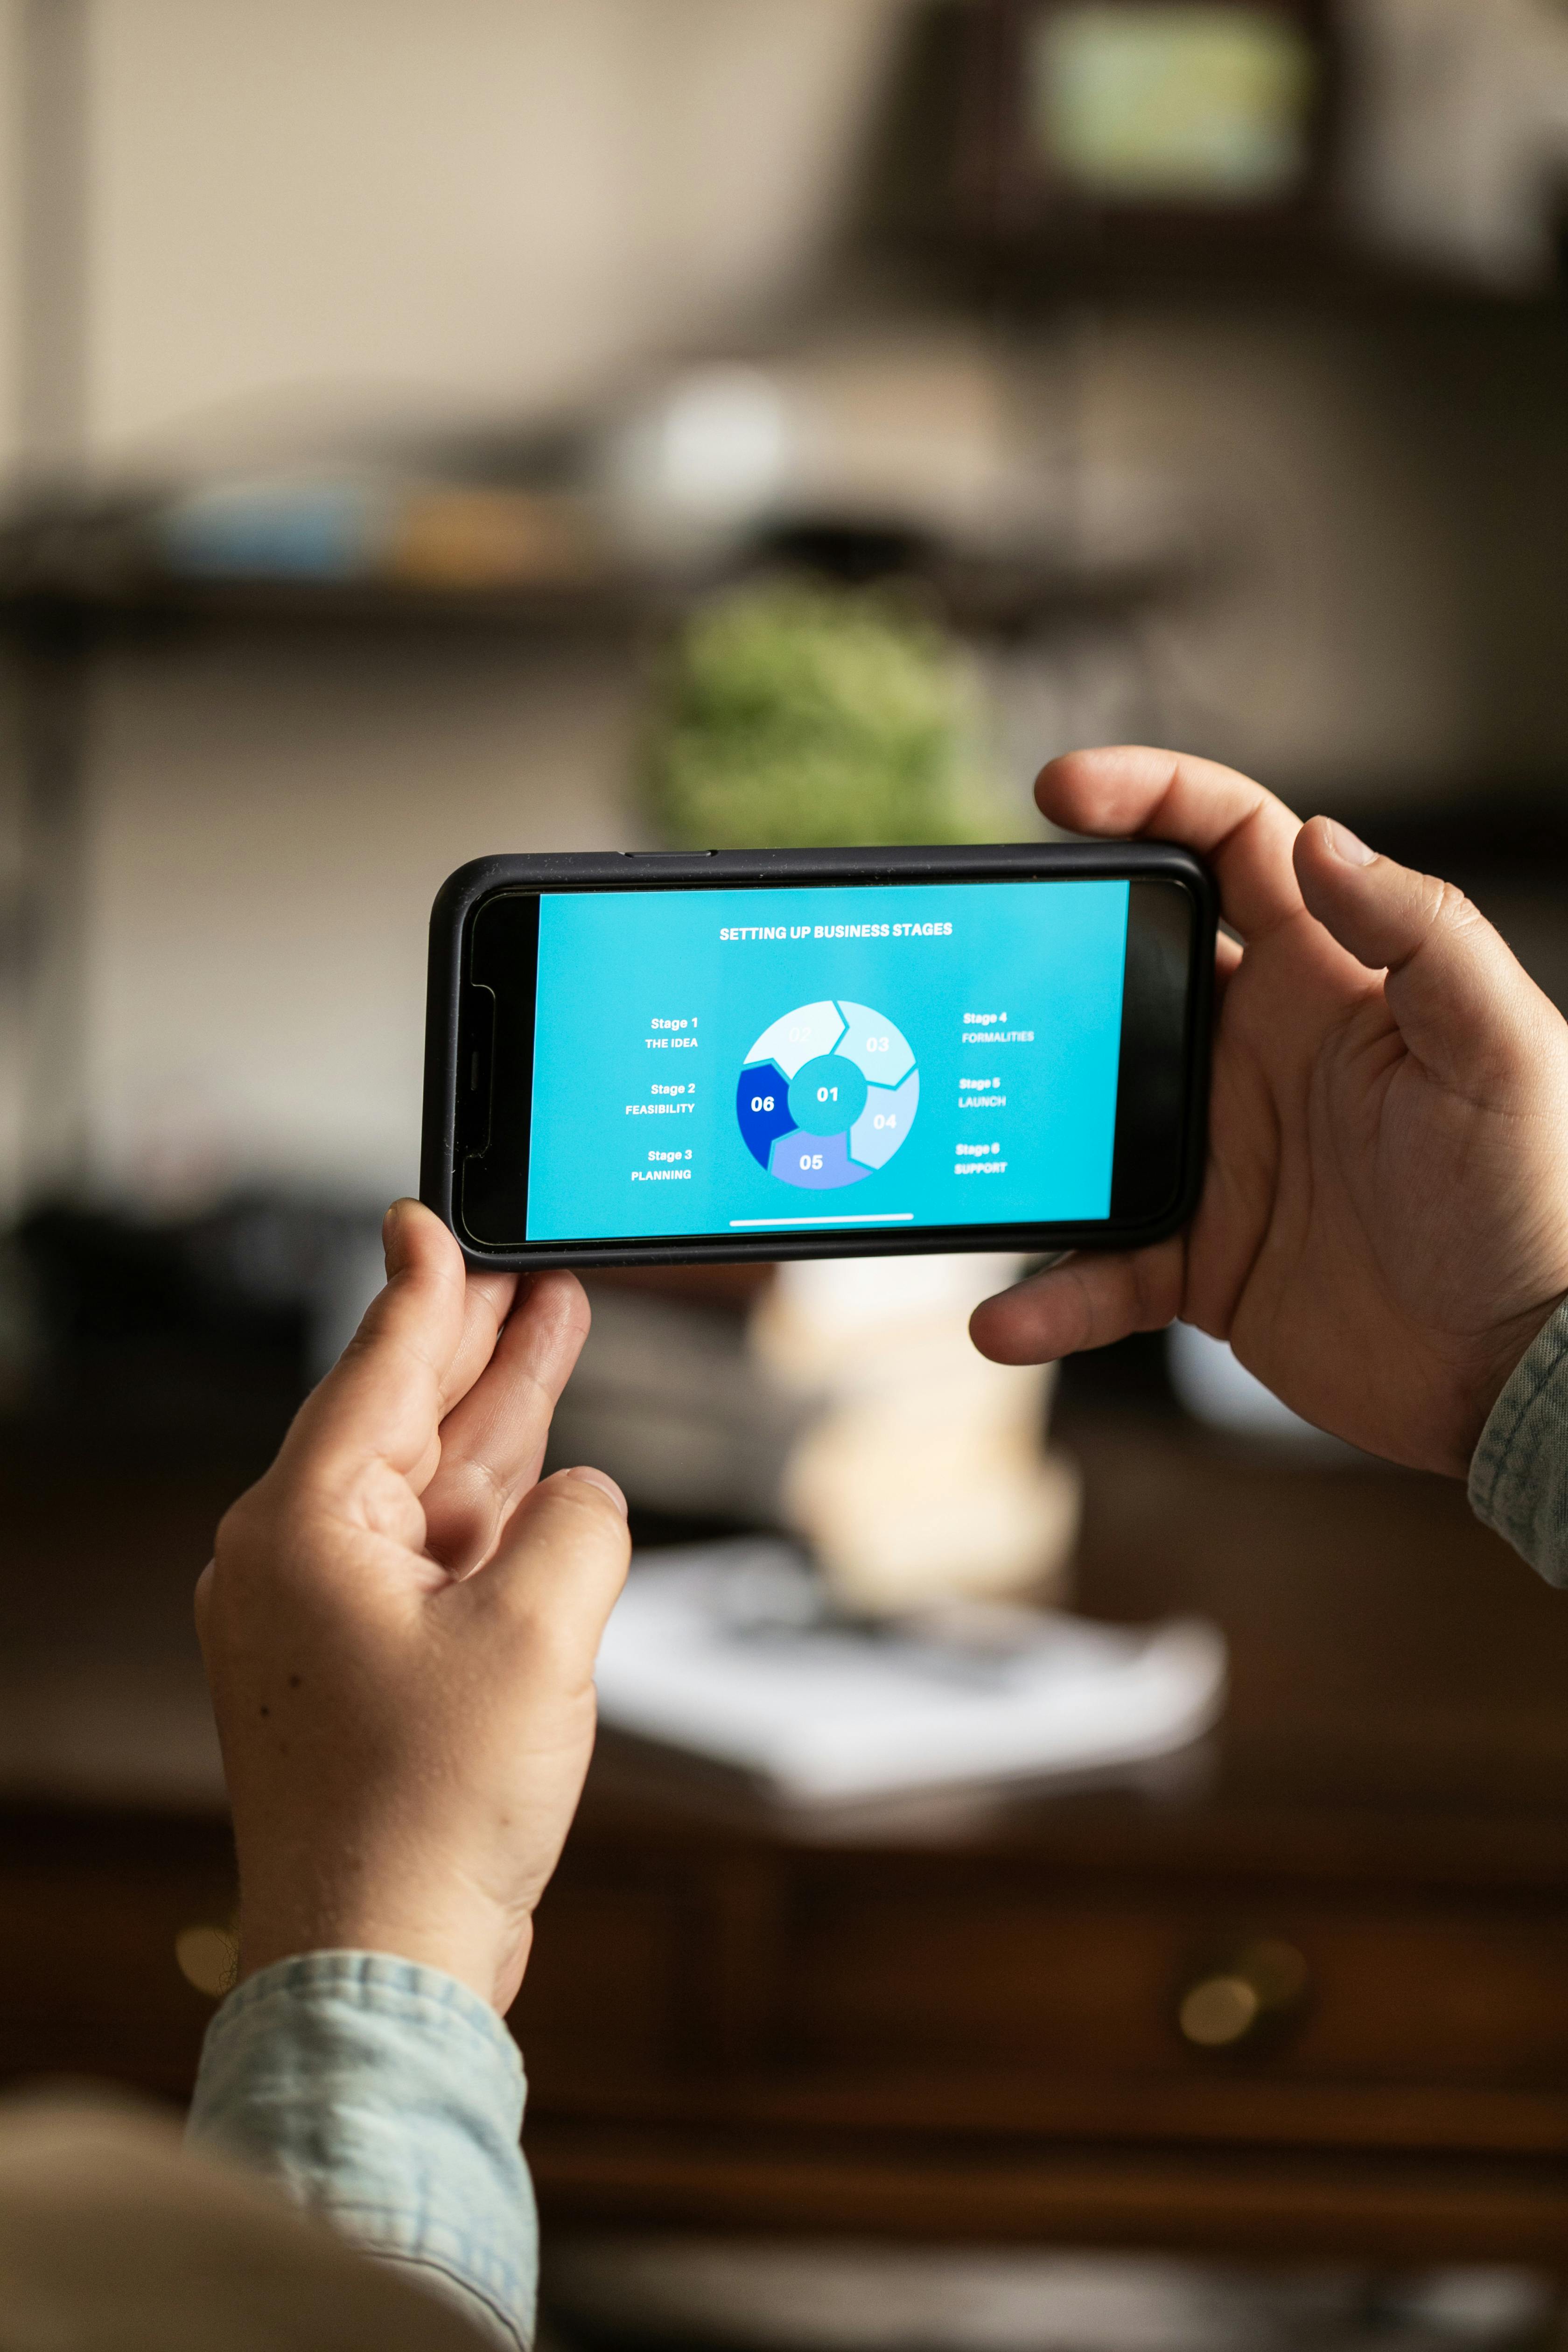 SETTING UP BUSINESS STAGES
Stage 1
THE IDEA
Stage 2
FEASIBILITY
Stage 3
PLANNING
02
03
01
06
04
05
Stage 4
FORMALITIES
Stage 5
LAUNCH
Stage 6
SUPPORT